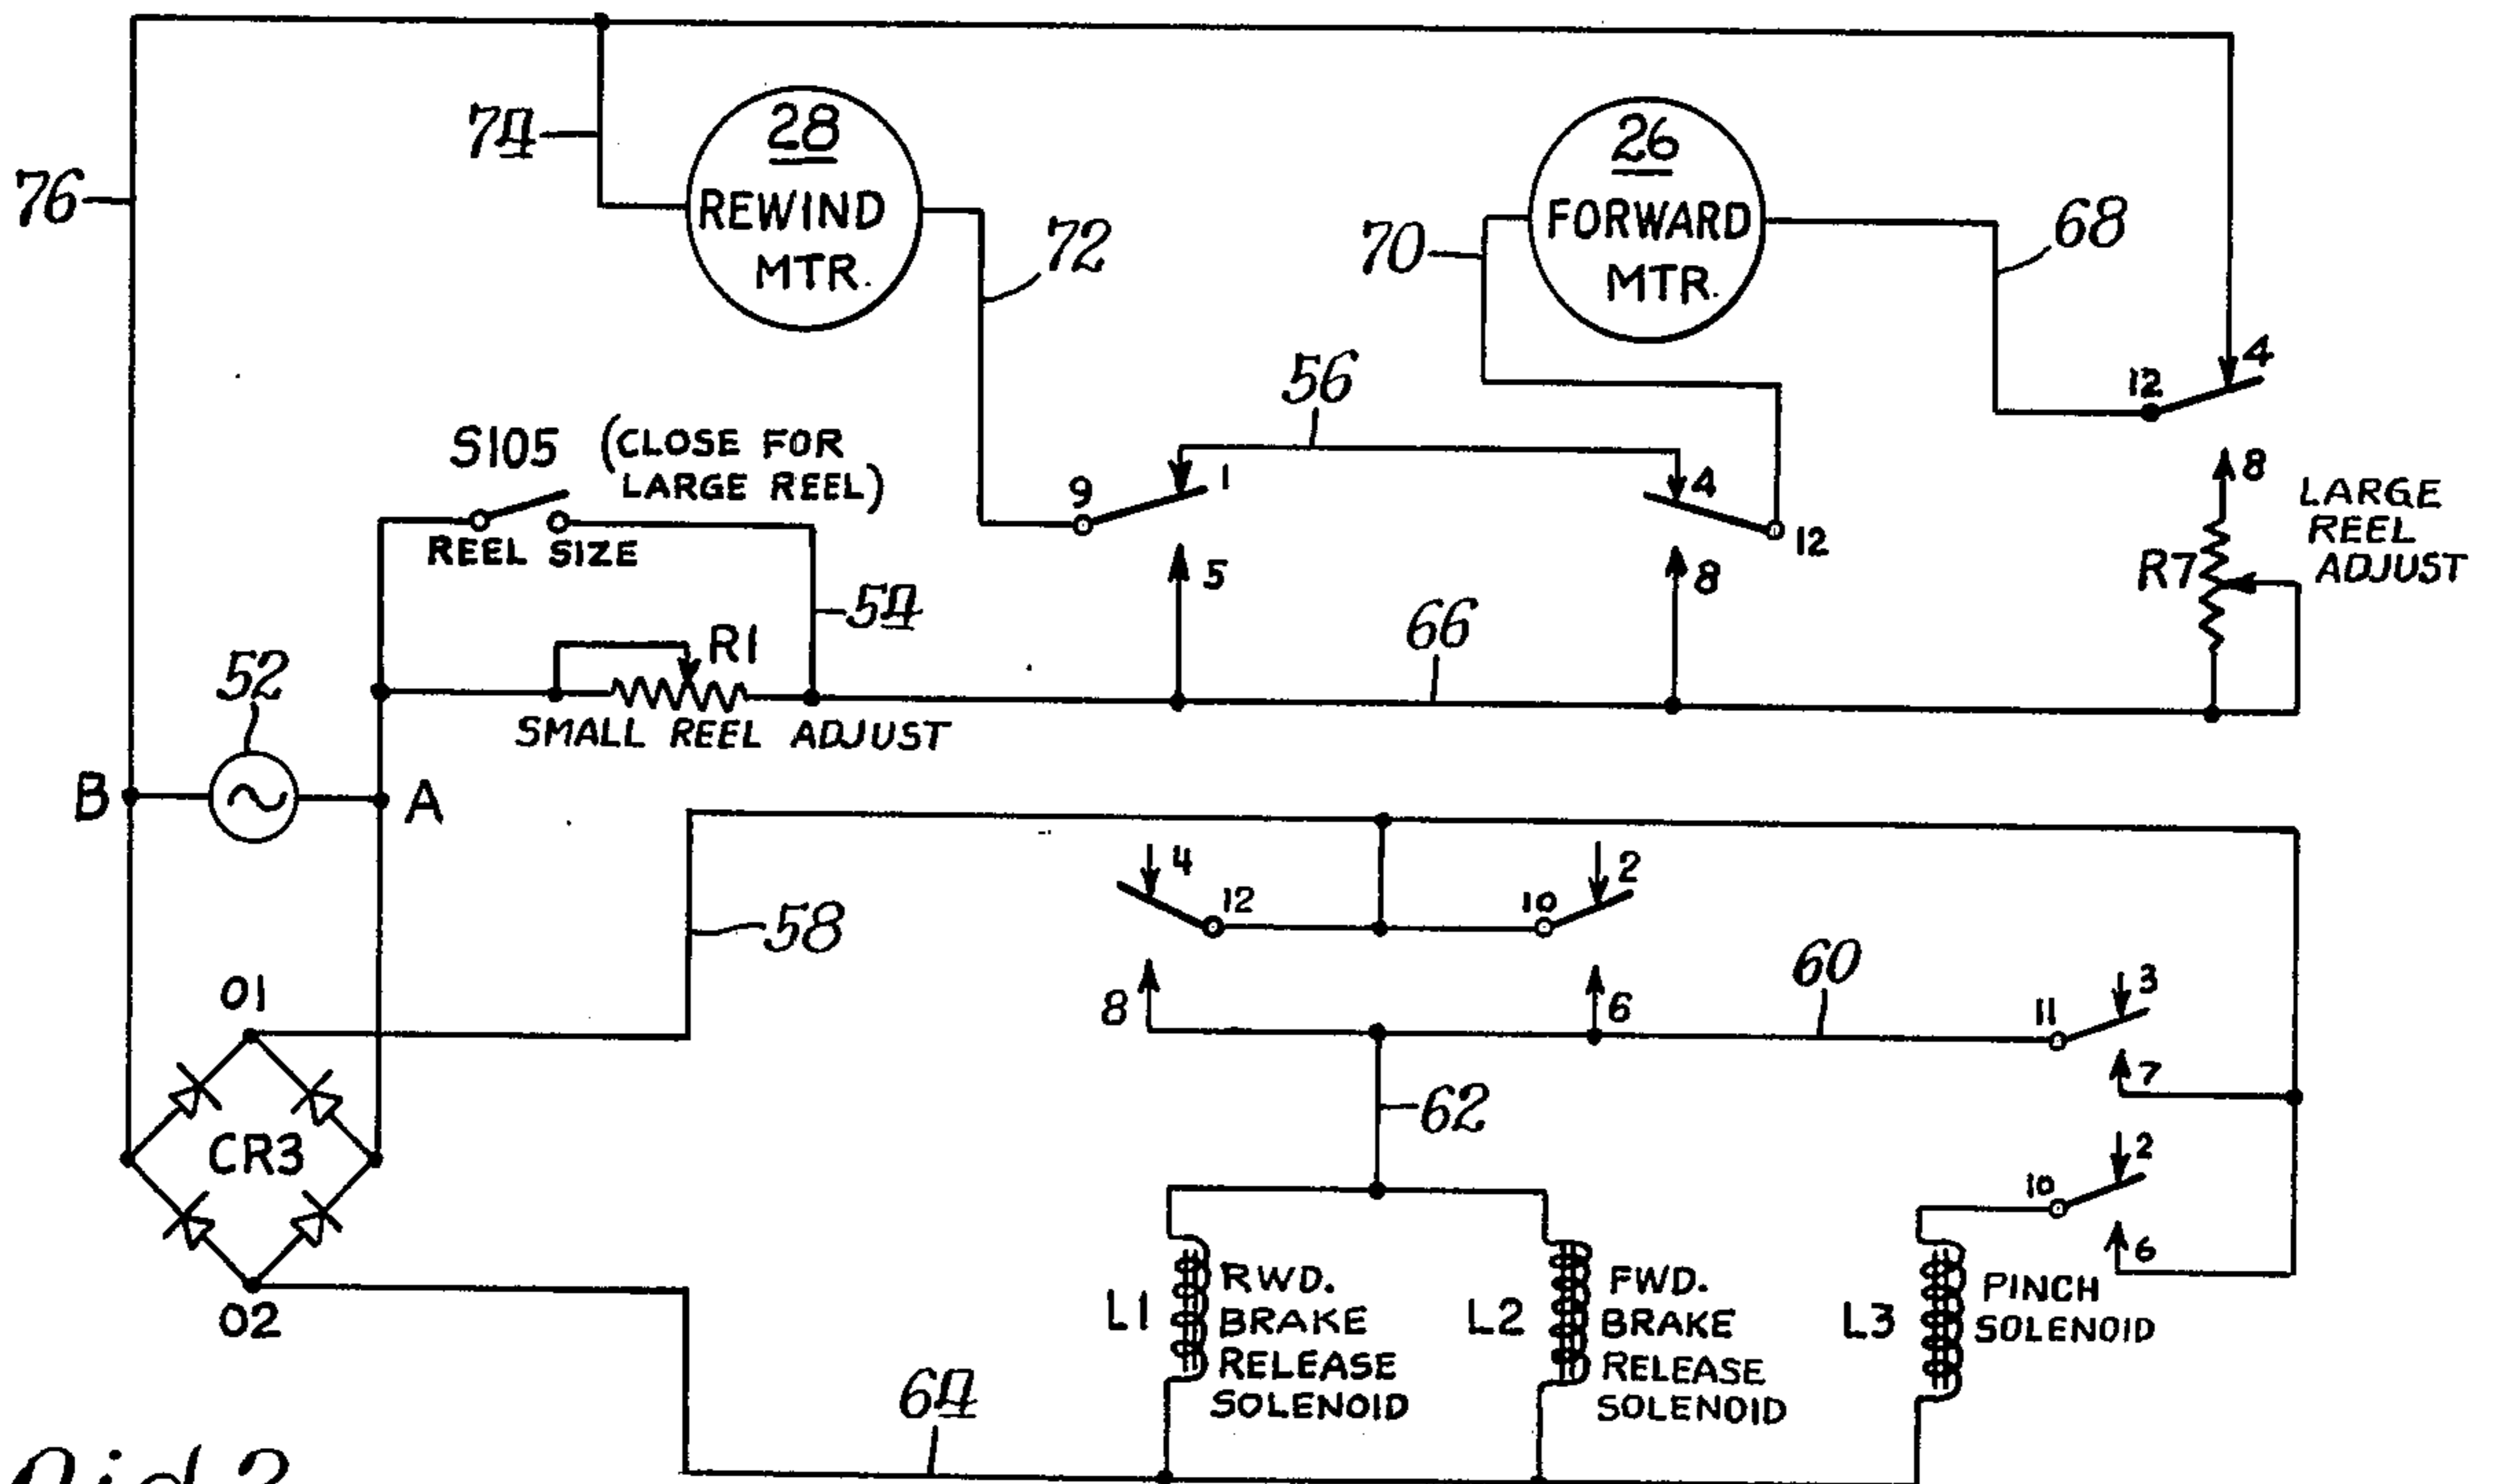 74
28
REWIND
MTR.
76
72
26
FORWARD
MTR.
70
68
56
12
4
S105 (CLOSE FOR
LARGE REEL)
REEL SIZE
9
1
4
12
8
LARGE
REEL
ADJUST
R7
5
8
54
66
52
R1
SMALL REEL ADJUST
B
A
4
12
10
2
58
60
01
8
6
11
3
7
62
CR3
10
2
6
02
L1
RWD.
BRAKE
RELEASE
SOLENOID
L2
FWD.
BRAKE
RELEASE
SOLENOID
L3
PINCH
SOLENOID
64